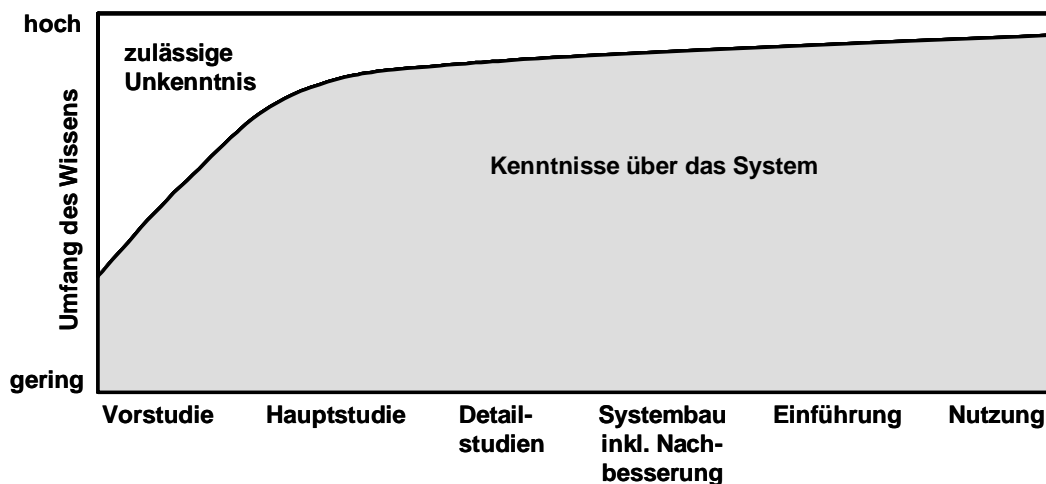 hoch
zulässige
Unkenntnis
Umfang des Wissens
Kenntnisse über das System
gering
Vorstudie
Hauptstudie
Detail-
studien
Systembau
inkl. Nach-
besserung
Einführung
Nutzung